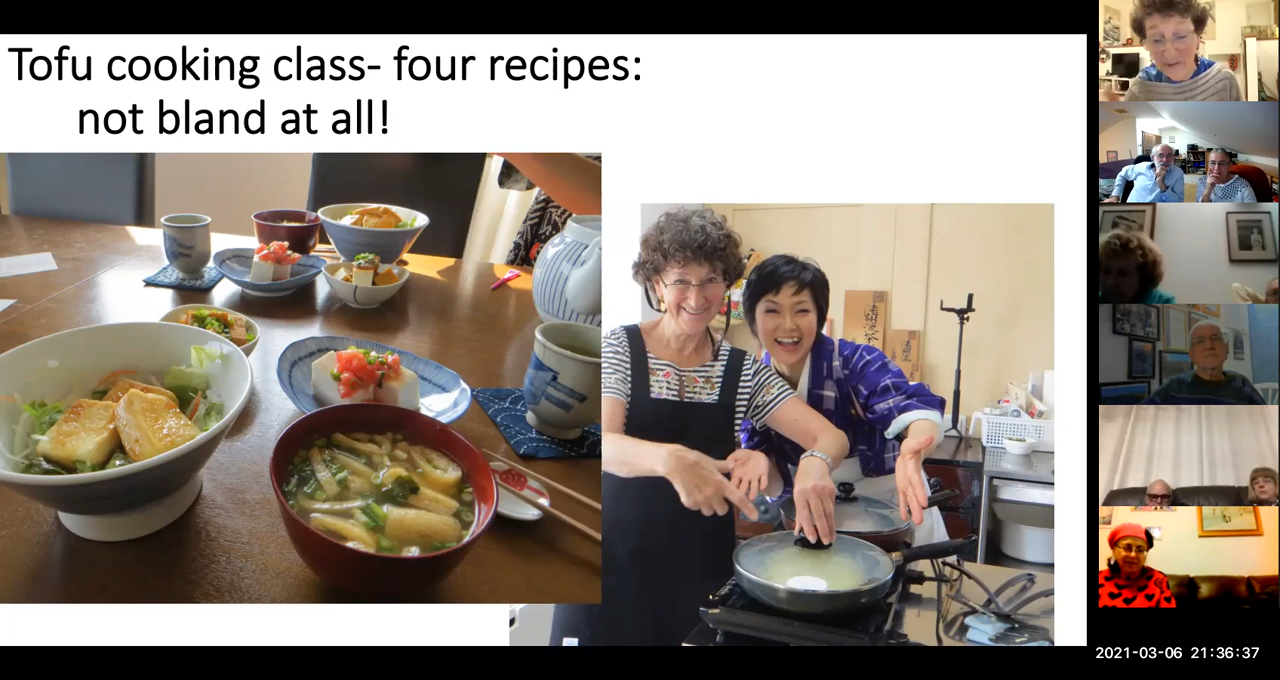 Tofu cooking class- four recipes:
not bland at all!
2021-03-06 21:36:37